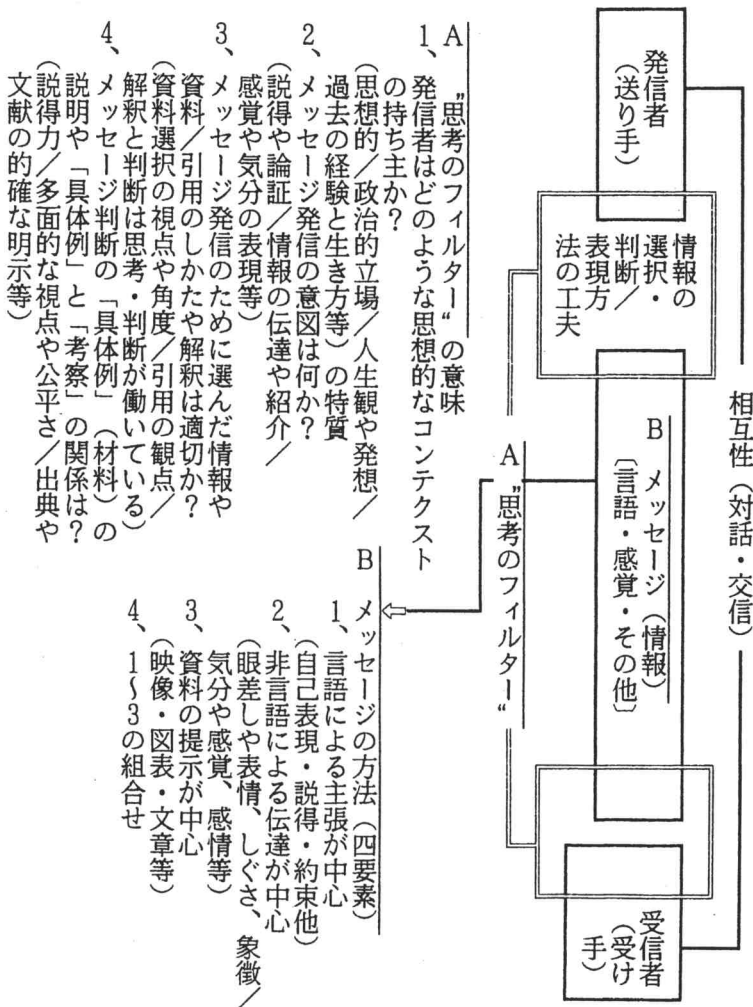 相互性（対話・交信）
発信者
（送り手）
情報の
選択・
判断／
表現方
法の工夫
B　メッセージ（情報）
〔言語・感覚・その他〕
受信者
（受け
手）
A　„思考のフィルター“
A　„思考のフィルター“の意味
1、発信者はどのような思想的なコンテクスト
の持ち主か？
（思想的／政治的立場／人生観や発想／
過去の経験と生き方等）の特質
2、メッセージ発信の意図は何か？
（説得や論証／情報の伝達や紹介／
感覚や気分の表現等）
3、メッセージ発信のために選んだ情報や
資料／引用のしかたや解釈は適切か？
（資料選択の視点や角度／引用の観点／
解釈と判断は思考・判断が働いている）
4、メッセージ判断の「具体例」（材料）の
説明や「具体例」と「考察」の関係は？
（説得力／多面的な視点や公平さ／出典や
文献の的確な明示等）
B　メッセージの方法（四要素）
1、言語による主張が中心
（自己表現・説得・約束他）
2、非言語による伝達が中心
（眼差しや表情、しぐさ、象徴／
気分や感覚、感情等）
3、資料の提示が中心
（映像・図表・文章等）
4、1〜3の組合せ